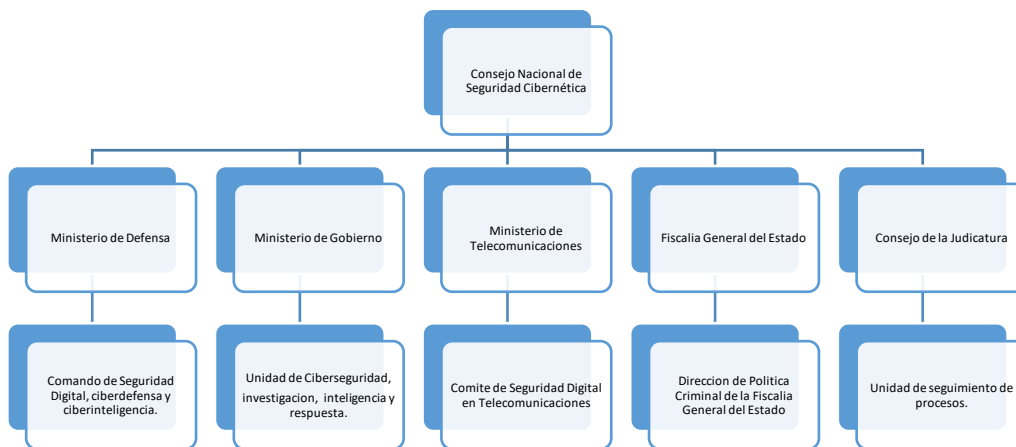 Consejo Nacional de
Seguridad Cibernética
Ministerio de Defensa
Ministerio de Gobierno
Ministerio de
Telecomunicaciones
Fiscalia General del Estado
Consejo de la Judicatura
Comando de Seguridad
Digital, ciberdefensa y
ciberinteligencia.
Unidad de Ciberseguridad,
investigacion, inteligencia y
respuesta.
Comite de Seguridad Digital
en Telecomunicaciones
Direccion de Politica
Criminal de la Fiscalia
General del Estado
Unidad de seguimiento de
procesos.